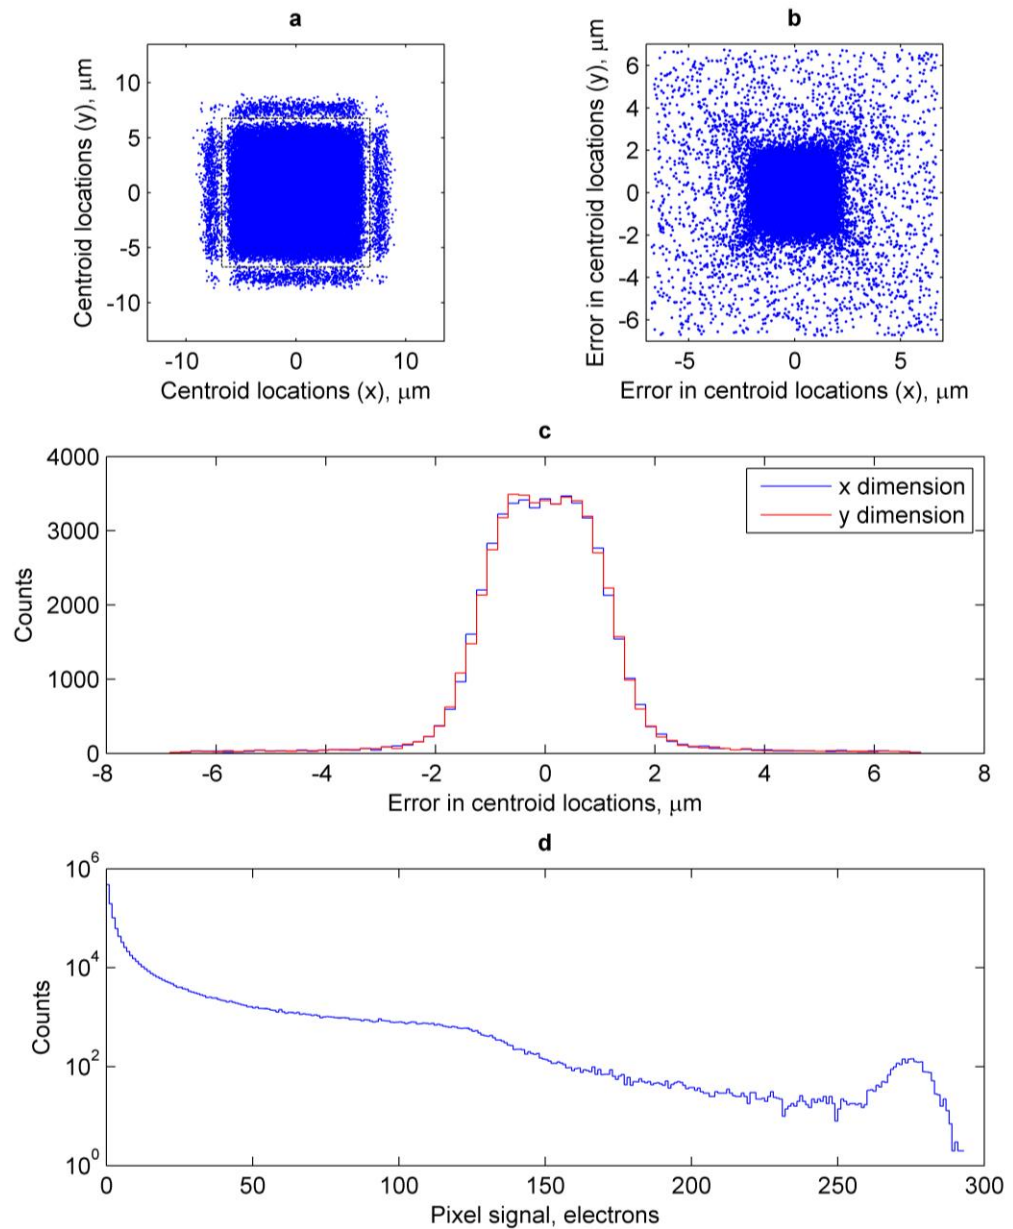 a
10
5
0
-5
-10
Centroid locations (y), μm
-10 0 10
Centroid locations (x), μm
b
6
4
2
0
-2
-4
-6
Error in centroid locations (y), μm
-5 0 5
Error in centroid locations (x), μm
c
4000
3000
2000
1000
0
Counts
x dimension
y dimension
-8 -6 -4 -2 0 2 4 6 8
Error in centroid locations, μm
d
10^6
10^4
10^2
10^0
Counts
0 50 100 150 200 250 300
Pixel signal, electrons